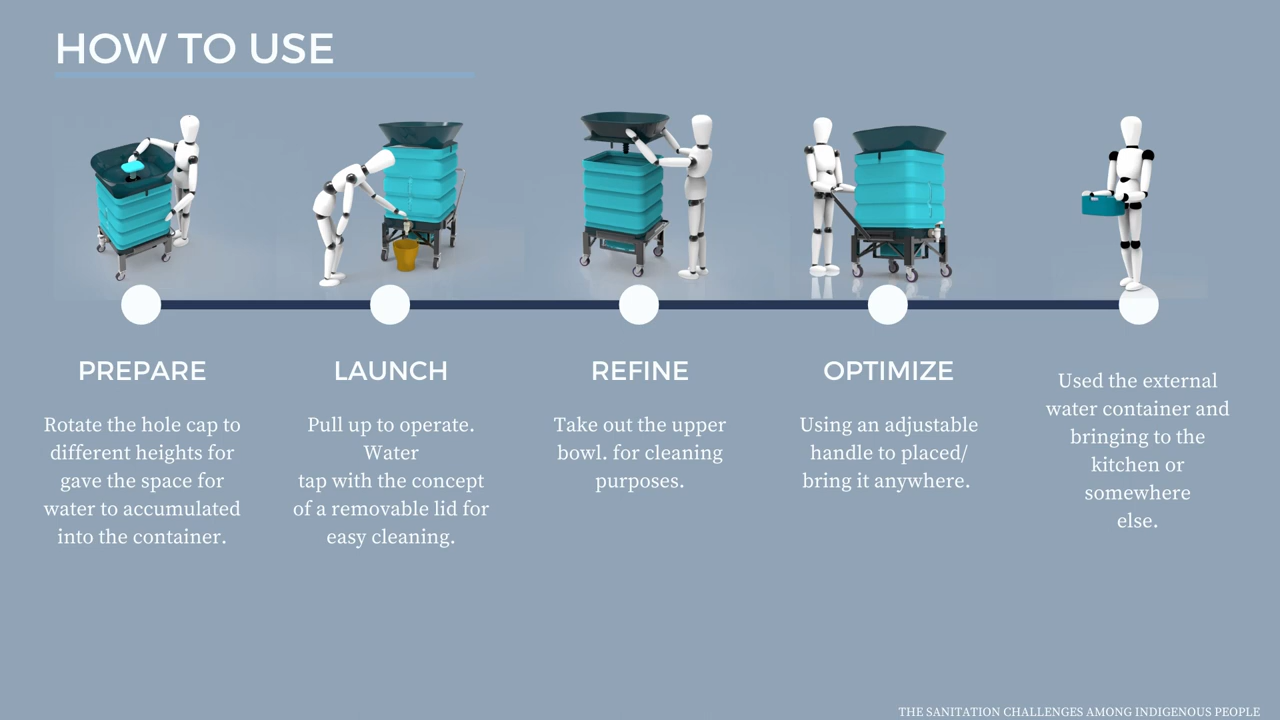 HOW TO USE
PREPARE
Rotate the hole cap to
different heights for
gave the space for
water to accumulated
into the container.
LAUNCH
Pull up to operate.
Water
tap with the concept
of a removable lid for
easy cleaning.
REFINE
Take out the upper
bowl. for cleaning
purposes.
OPTIMIZE
Using an adjustable
handle to placed/
bring it anywhere.
Used the external
water container and
bringing to the
kitchen or
somewhere
else.
THE SANITATION CHALLENGES AMONG INDIGENOUS PEOPLE